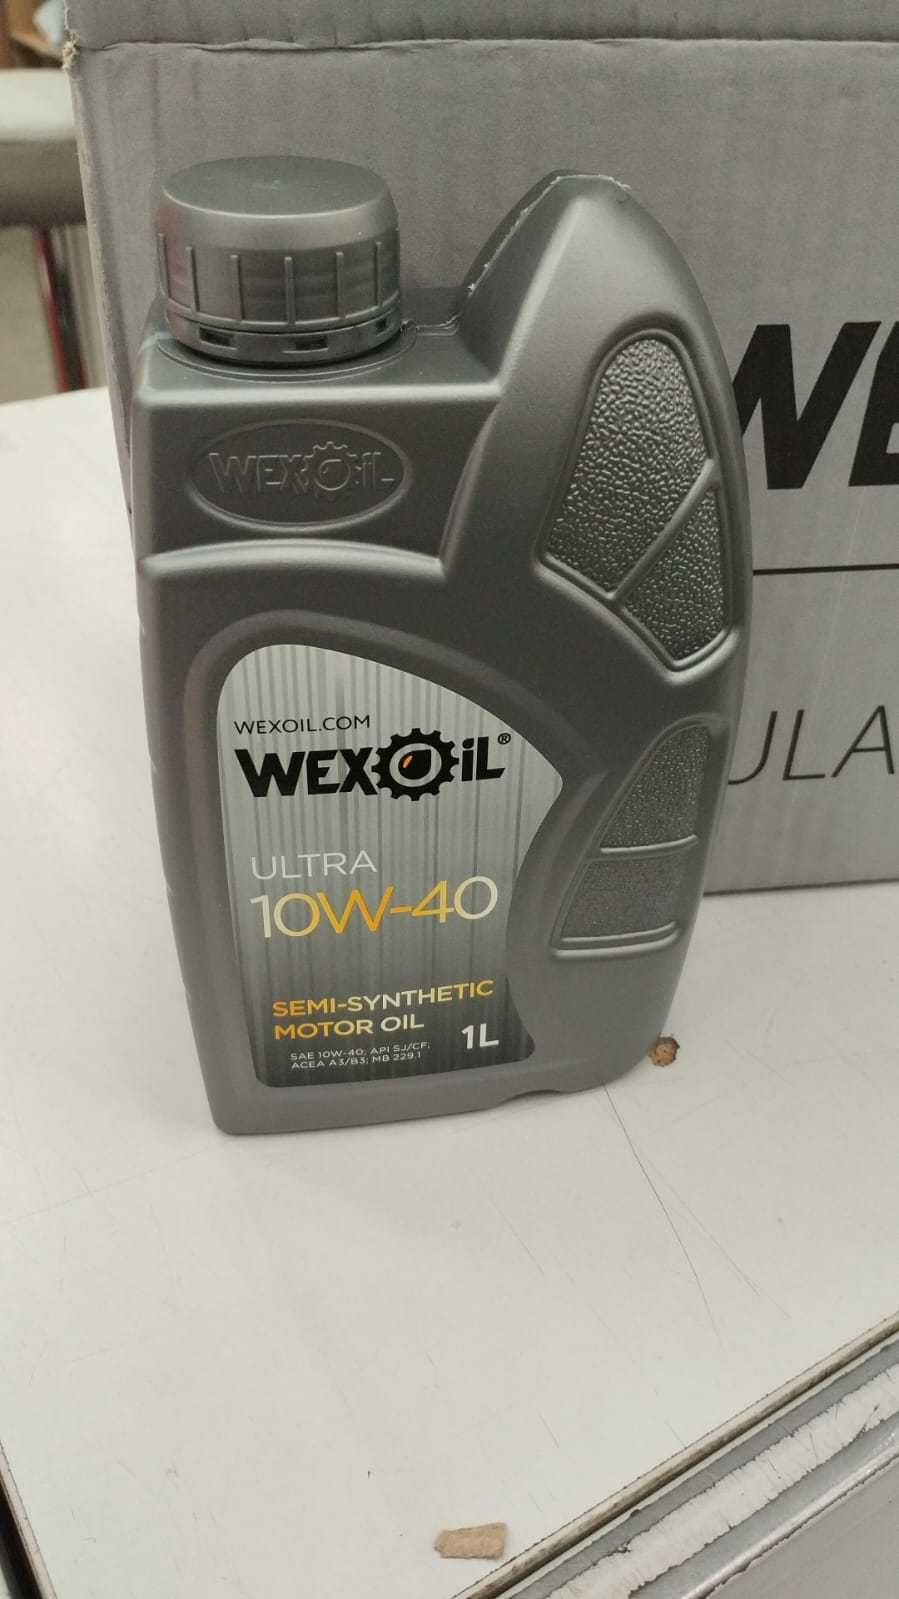 WEXOIL
WEXOIL.COM
WEXOIL®
ULTRA
10W-40
SEMI-SYNTHETIC
MOTOR OIL 1L
SAE 10W-40; API SJ/CF;
ACEA A3/B3; MB 229.1
WE
ULA